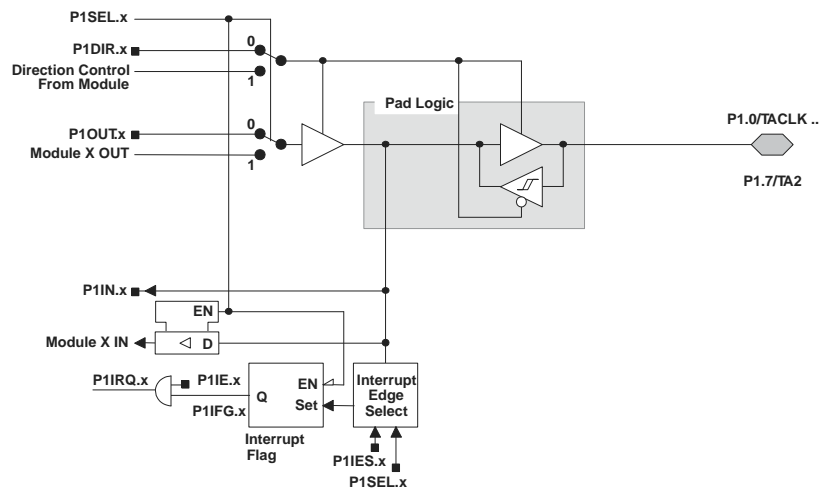 P1SEL.x
P1DIR.x
0
Direction Control
From Module
1
Pad Logic
P1OUT.x
0
Module X OUT
1
P1.0/TACLK ..
P1.7/TA2
P1IN.x
EN
Module X IN
D
P1IRQ.x
P1IE.x
P1IFG.x
Q
EN
Set
Interrupt
Edge
Select
Interrupt
Flag
P1IES.x
P1SEL.x